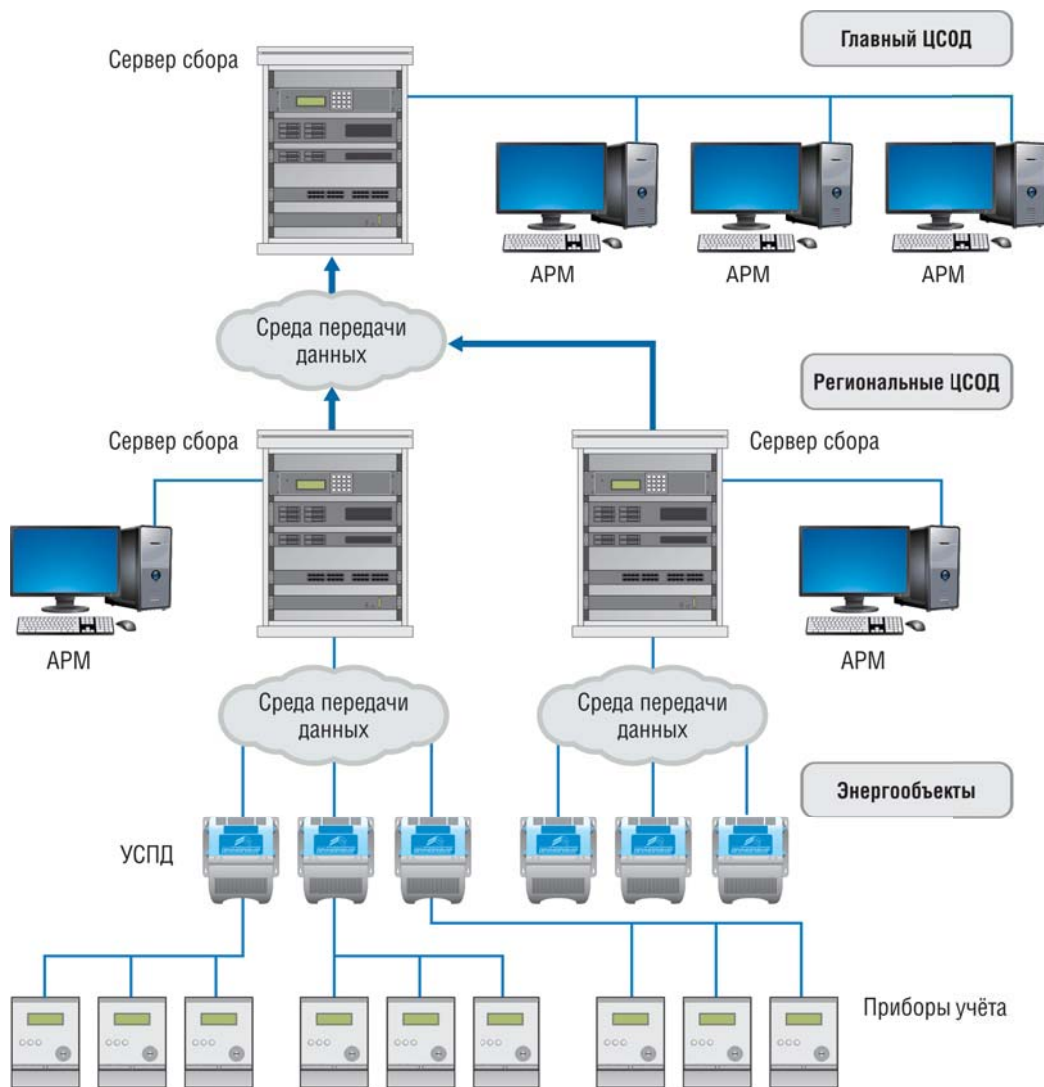 Главный ЦСОД
Сервер сбора
АРМ
АРМ
АРМ
Среда передачи
данных
Региональные ЦСОД
Сервер сбора
Сервер сбора
АРМ
АРМ
Среда передачи
данных
Среда передачи
данных
Энергообъекты
УСПД
Приборы учёта